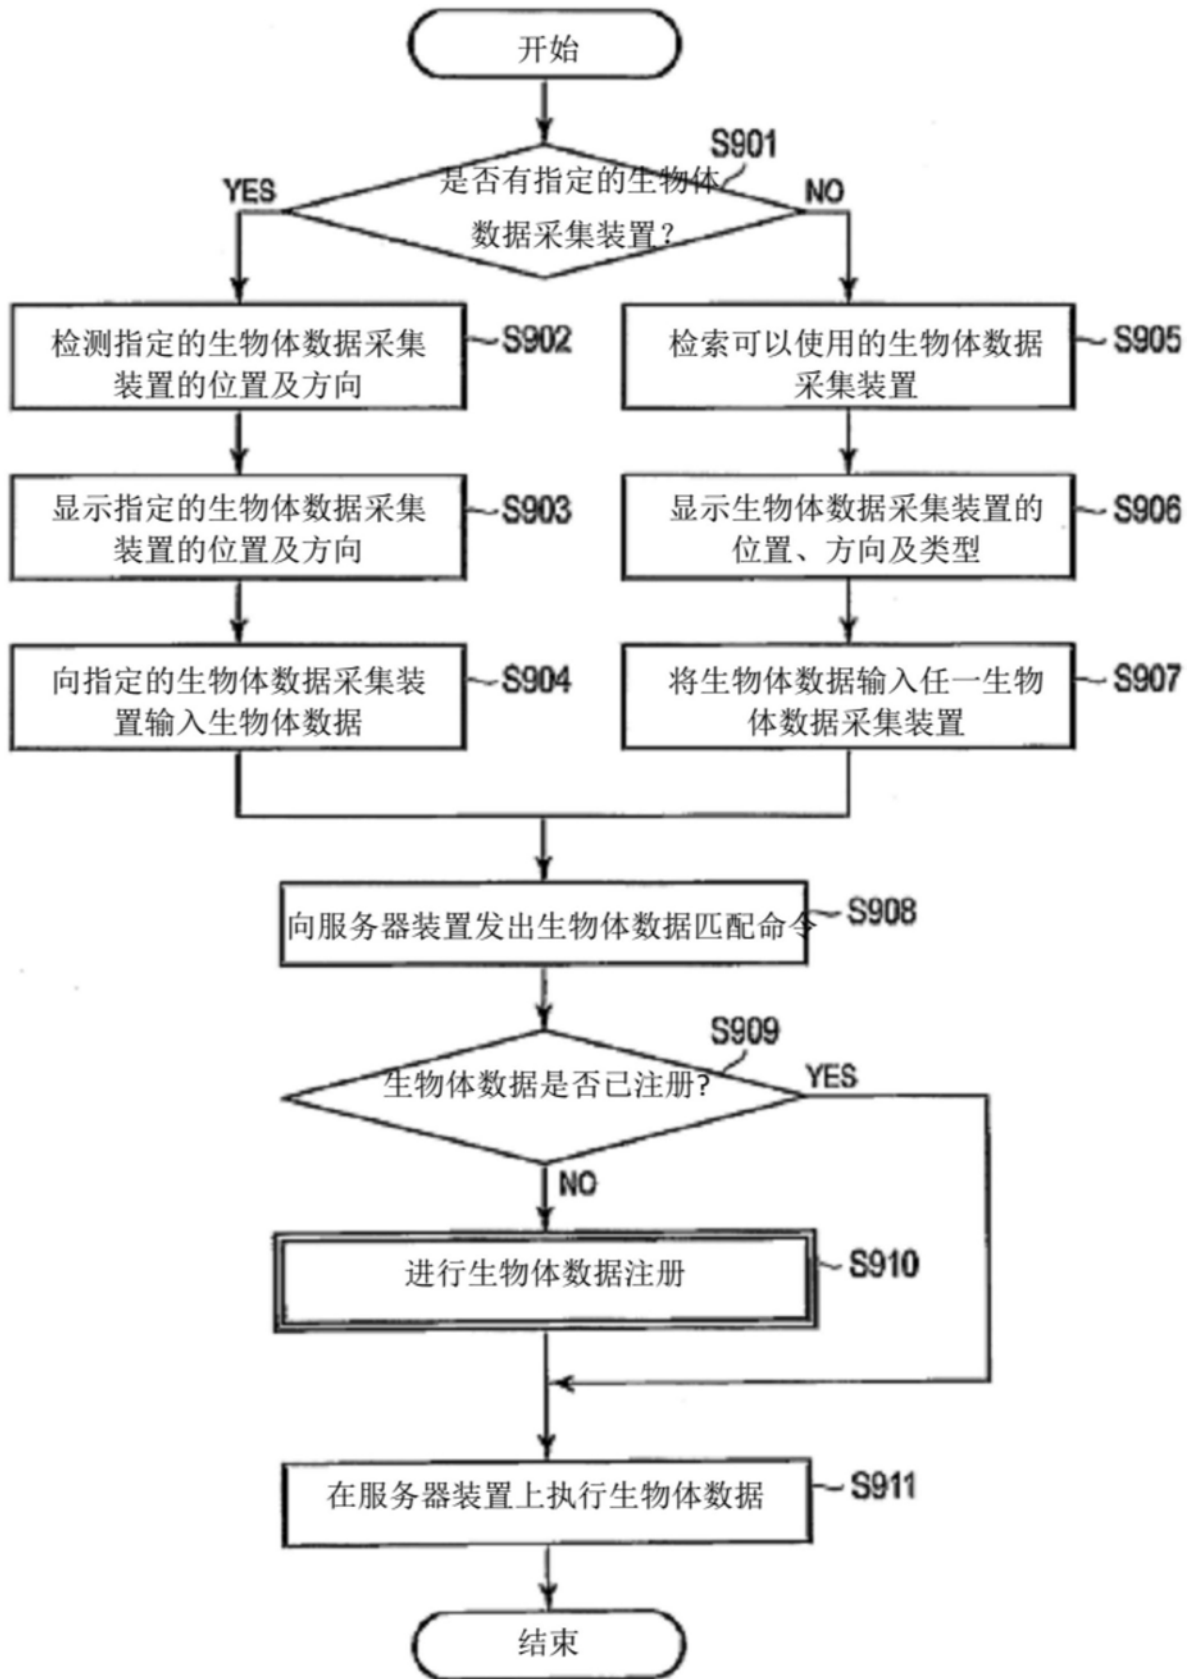 开始
S901
是否有指定的生物体
数据采集装置？
YES
NO
检测指定的生物体数据采集
装置的位置及方向
S902
检索可以使用的生物体数据
采集装置
S905
显示指定的生物体数据采集
装置的位置及方向
S903
显示生物体数据采集装置的
位置、方向及类型
S906
向指定的生物体数据采集装
置输入生物体数据
S904
将生物体数据输入任一生物
体数据采集装置
S907
向服务器装置发出生物体数据匹配命令
S908
S909
生物体数据是否已注册?
YES
NO
进行生物体数据注册
S910
在服务器装置上执行生物体数据
S911
结束